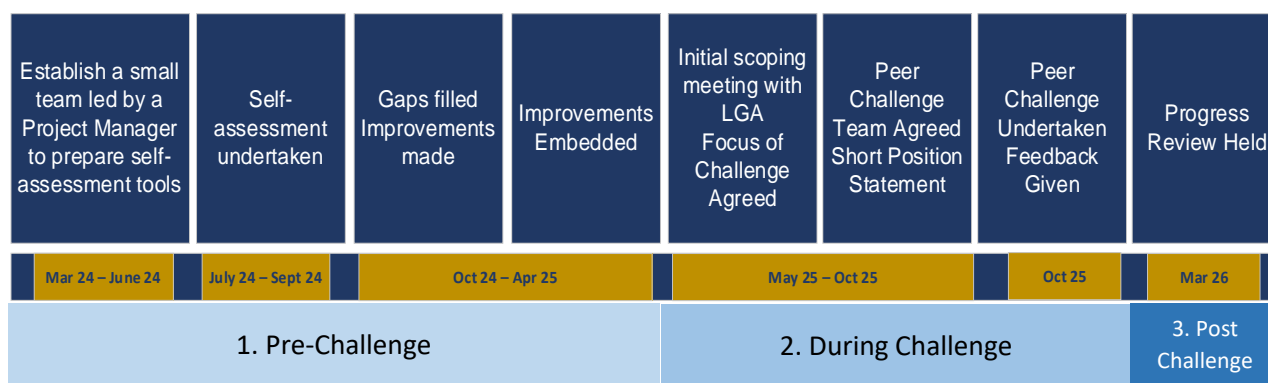 Establish a small
team led by a
Project Manager
to prepare self-
assessment tools
Self-
assessment
undertaken
Gaps filled
Improvements
made
Improvements
Embedded
Initial scoping
meeting with
LGA
Focus of
Challenge
Agreed
Peer
Challenge
Team Agreed
Short Position
Statement
Peer
Challenge
Undertaken
Feedback
Given
Progress
Review Held
Mar 24 – June 24
July 24 – Sept 24
Oct 24 – Apr 25
May 25 – Oct 25
Oct 25
Mar 26
1. Pre-Challenge
2. During Challenge
3. Post
Challenge